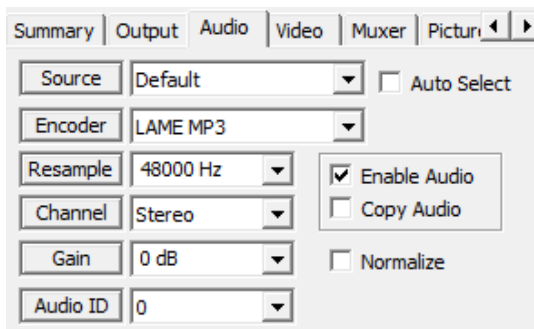 Summary Output Audio Video Muxer Pictur
Source Default Auto Select
Encoder LAME MP3
Resample 48000 Hz Enable Audio
Channel Stereo Copy Audio
Gain 0 dB Normalize
Audio ID 0